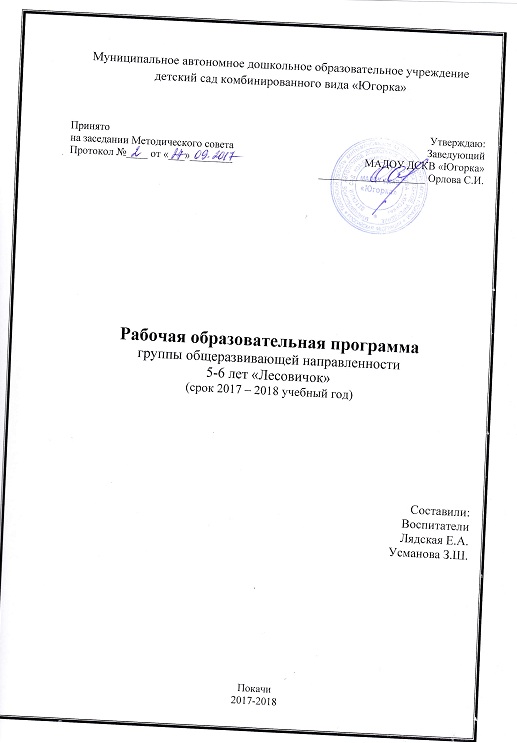 Муниципальное автономное дошкольное образовательное учреждение
детский сад комбинированного вида «Югорка»
Принято
на заседании Методического совета
Протокол № 2 от « » 09.2017
Утверждаю:
Заведующий
МАДОУ ДСКВ «Югорка»
Орлова С.И.
«Югорка»
Рабочая образовательная программа
группы общеразвивающей направленности
5-6 лет «Лесовичок»
(срок 2017 – 2018 учебный год)
Составили:
Воспитатели
Лядская Е.А.
Усманова З.Ш.
Покачи
2017-2018